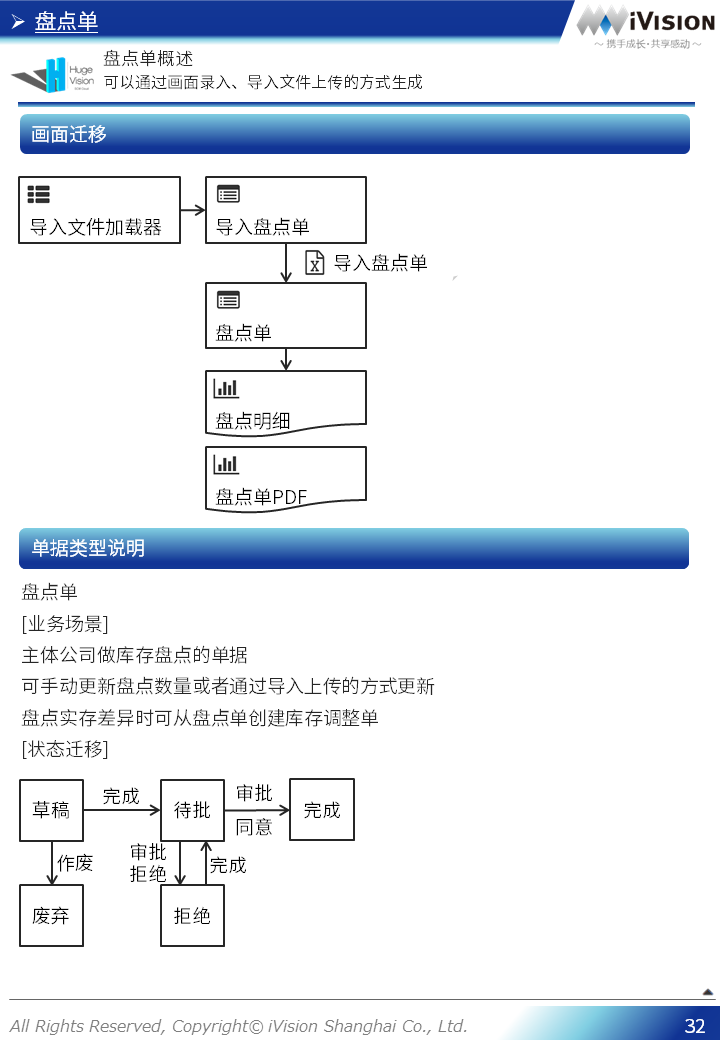 盘点单
iVISION
～ 携手成长·共享感动 ～
Huge
Vision
盘点单概述
可以通过画面录入、导入文件上传的方式生成
画面迁移
导入文件加载器
导入盘点单
导入盘点单
盘点单
盘点明细
盘点单PDF
单据类型说明
盘点单
[业务场景]
主体公司做库存盘点的单据
可手动更新盘点数量或者通过导入上传的方式更新
盘点实存差异时可从盘点单创建库存调整单
[状态迁移]
草稿
完成
待批
审批
同意
完成
作废
审批
拒绝
完成
废弃
拒绝
All Rights Reserved, Copyright© iVision Shanghai Co., Ltd.
32